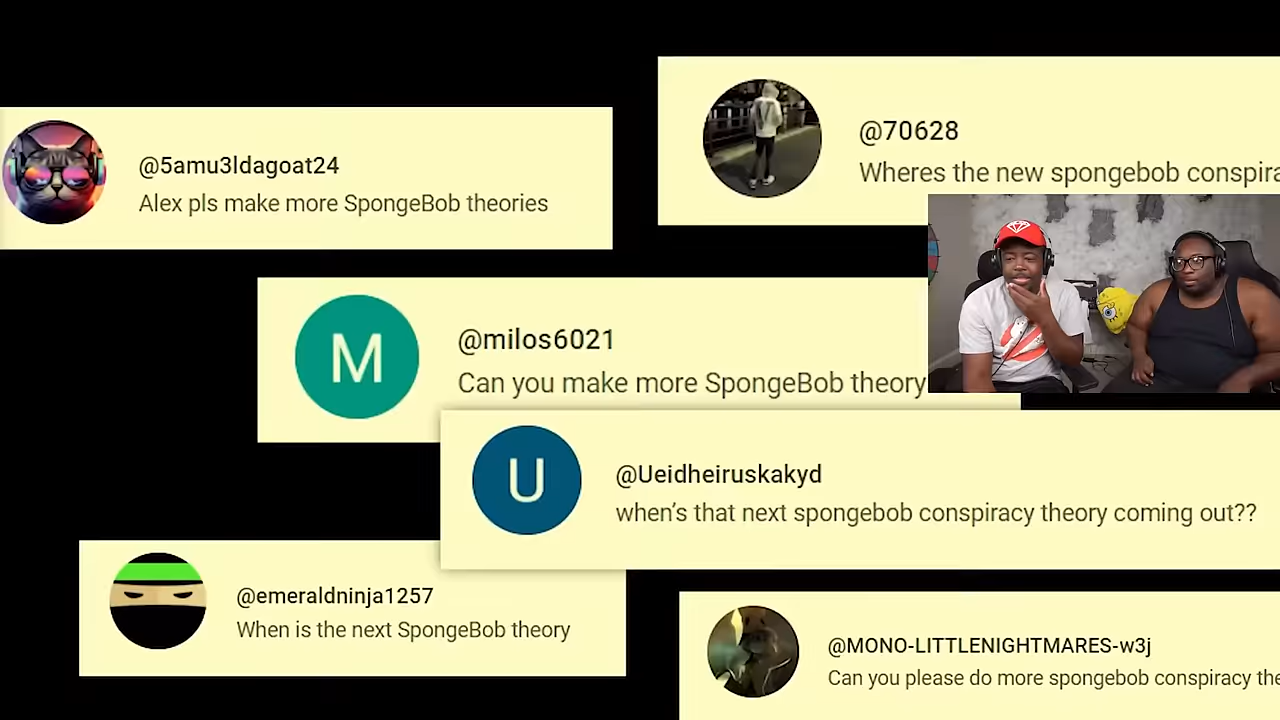 @5amu3ldagoat24
Alex pls make more SpongeBob theories
@70628
Wheres the new spongebob
@milos6021
Can you make more SpongeBob theory
@Ueidheiruskakyd
when's that next spongebob conspiracy theory coming out??
@emeraldninja1257
When is the next SpongeBob theory
@MONO-LITTLENIGHTMARES-w3j
Can you please do more spongebob conspiracy